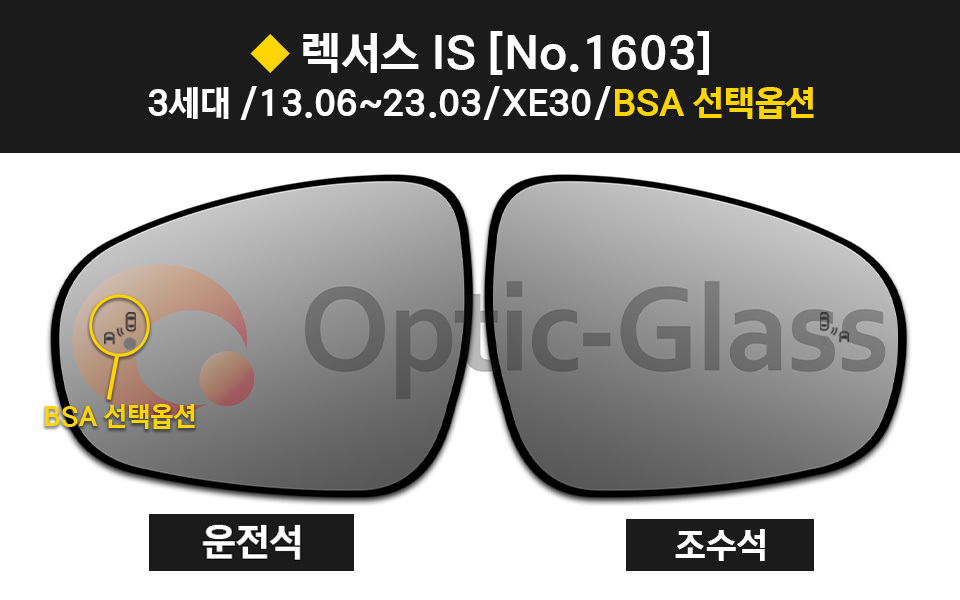 ◆ 렉서스 IS [No.1603]
3세대 /13.06~23.03/XE30/BSA 선택옵션
Optic-Glass
BSA 선택옵션
운전석
조수석